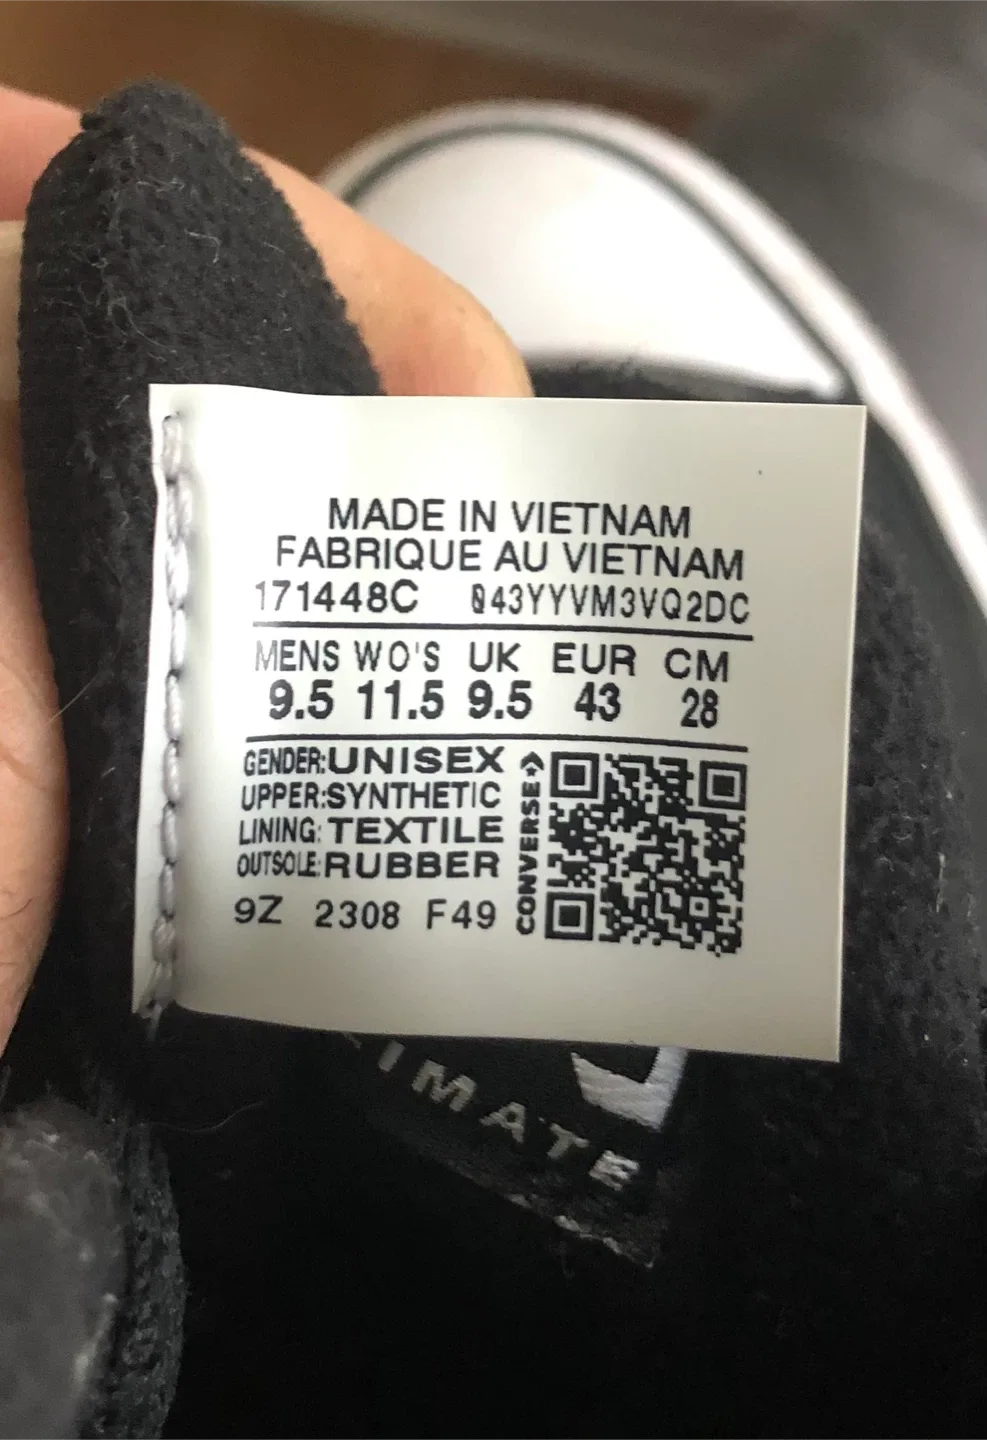 MADE IN VIETNAM
FABRIQUE AU VIETNAM
171448C 043YYVM3VQ2DC
MENS WO'S UK EUR CM
9.5 11.5 9.5 43 28
GENDER:UNISEX
UPPER:SYNTHETIC
LINING:TEXTILE
OUTSOLE:RUBBER
9Z 2308 F49
CONVERSE
IMATE